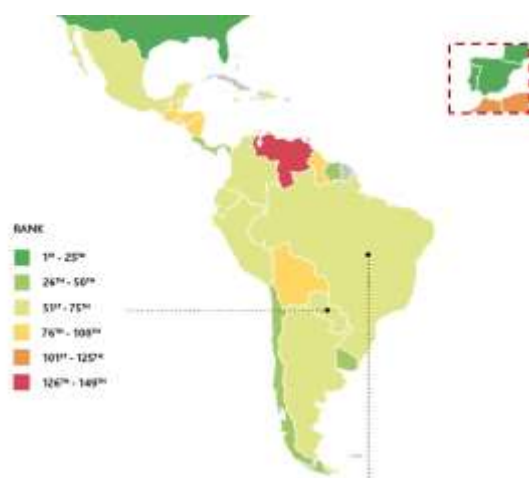 RANK
1ST - 25TH
26TH - 50TH
51ST - 75TH
76TH - 100TH
101ST - 125TH
126TH - 149TH